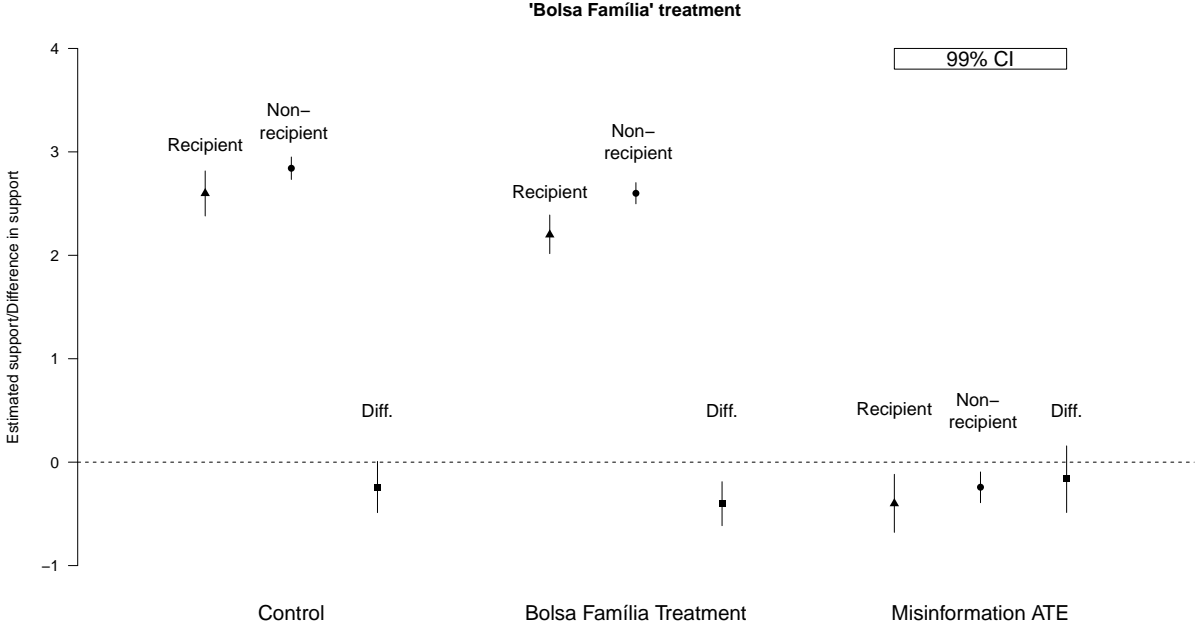 'Bolsa Família' treatment
Estimated support/Difference in support
4
3
2
1
0
−1
99% CI
Recipient
Non−
recipient
Diff.
Recipient
Non−
recipient
Diff.
Recipient
Non−
recipient
Diff.
Control
Bolsa Família Treatment
Misinformation ATE